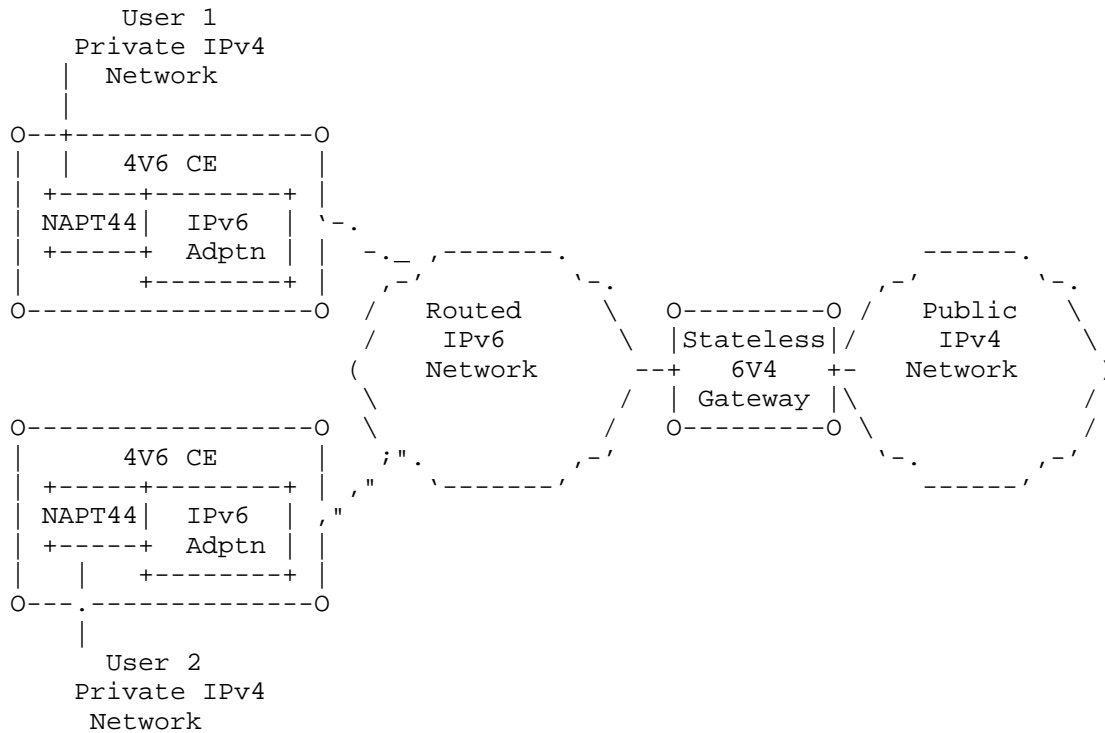 User 1
Private IPv4
Network
4V6 CE
NAPT44 IPv6
Adptn
Routed Public
IPv6 Stateless IPv4
Network 6V4 Network
Gateway
4V6 CE
NAPT44 IPv6
Adptn
User 2
Private IPv4
Network